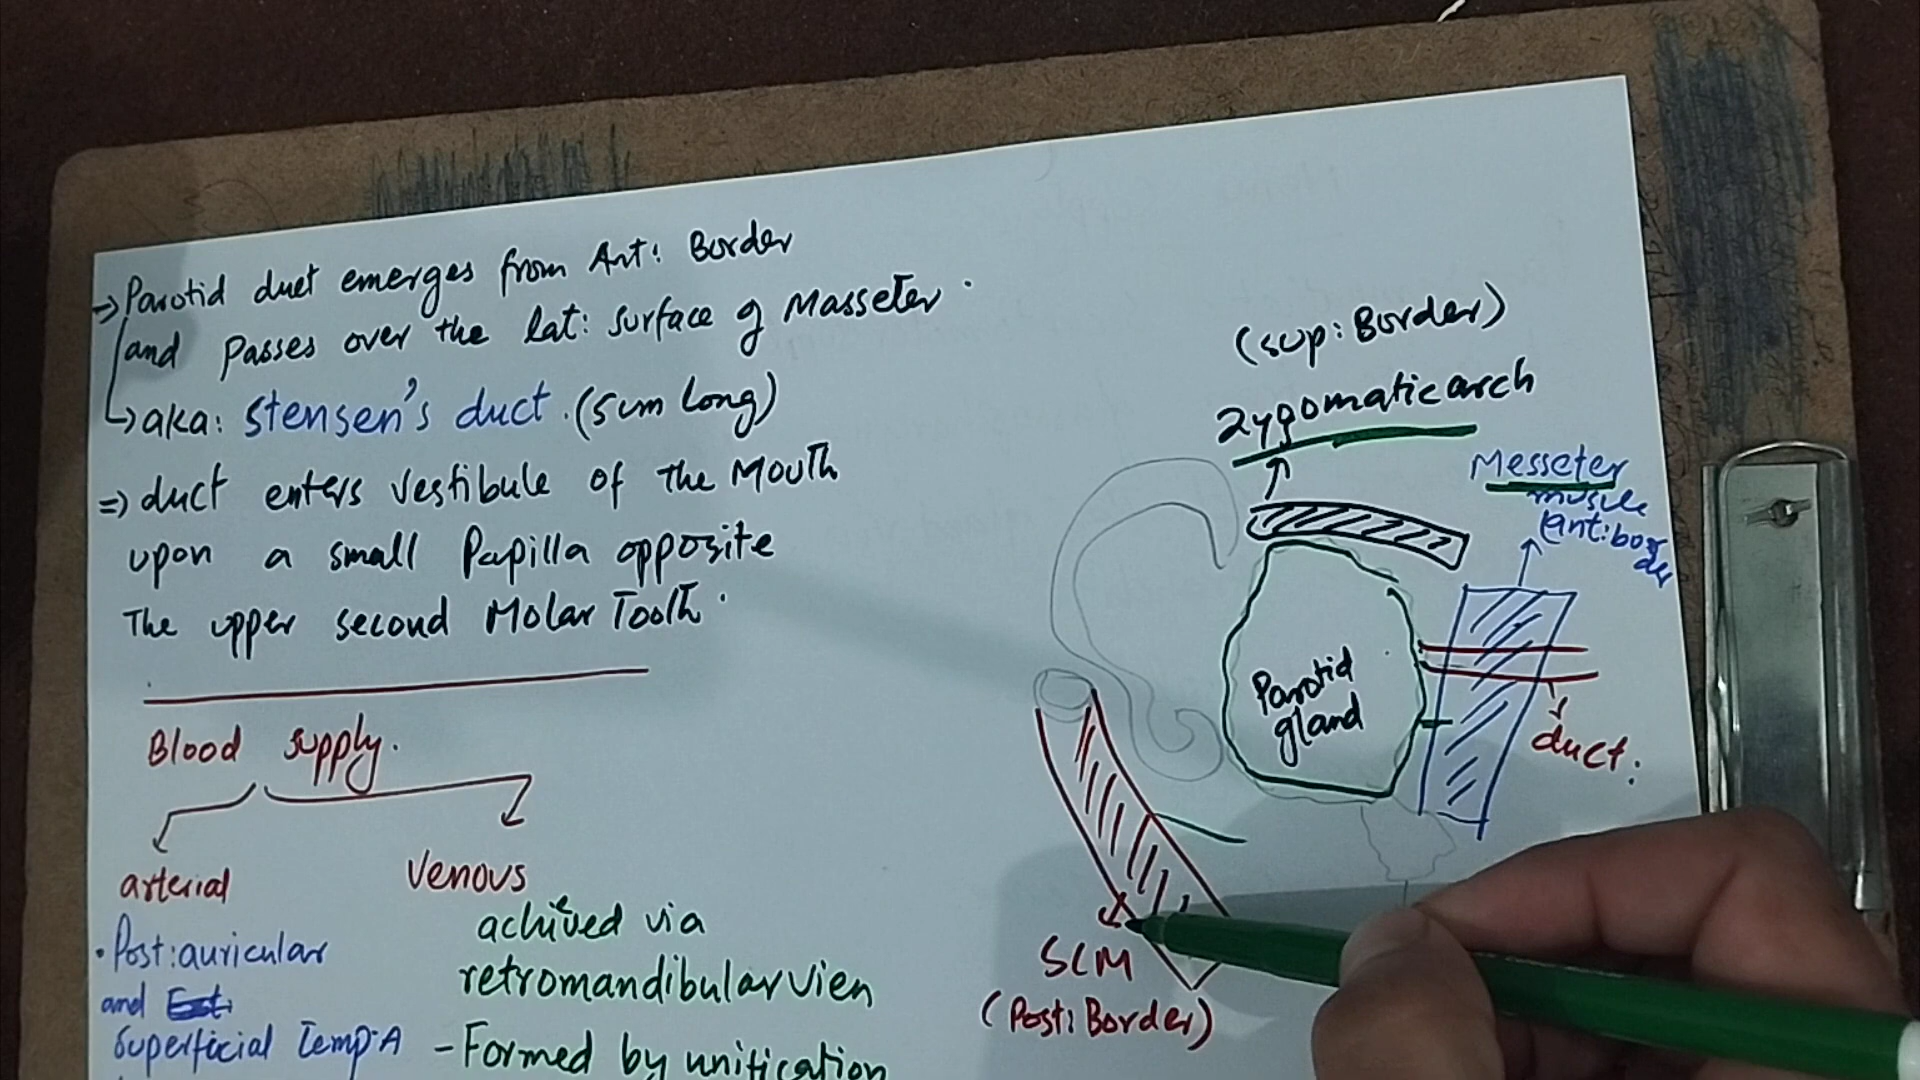 → Parotid duct emerges from Ant: Border
and Passes over the lat: surface of Masseter.
↳ aka: Stensen's duct. (5cm long)
⇒ duct enters vestibule of the Mouth
upon a small Papilla opposite
The upper second Molar Tooth.
Blood supply.
arterial
• Post: auricular
and
Superficial Temp. A
Venous
achived via
retromandibular vien
- Formed by unification
(sup: Border)
Zygomatic arch
Messeter
muscle
(ant: bor
der
Parotid
gland
duct:
SCM
(Post: Border)